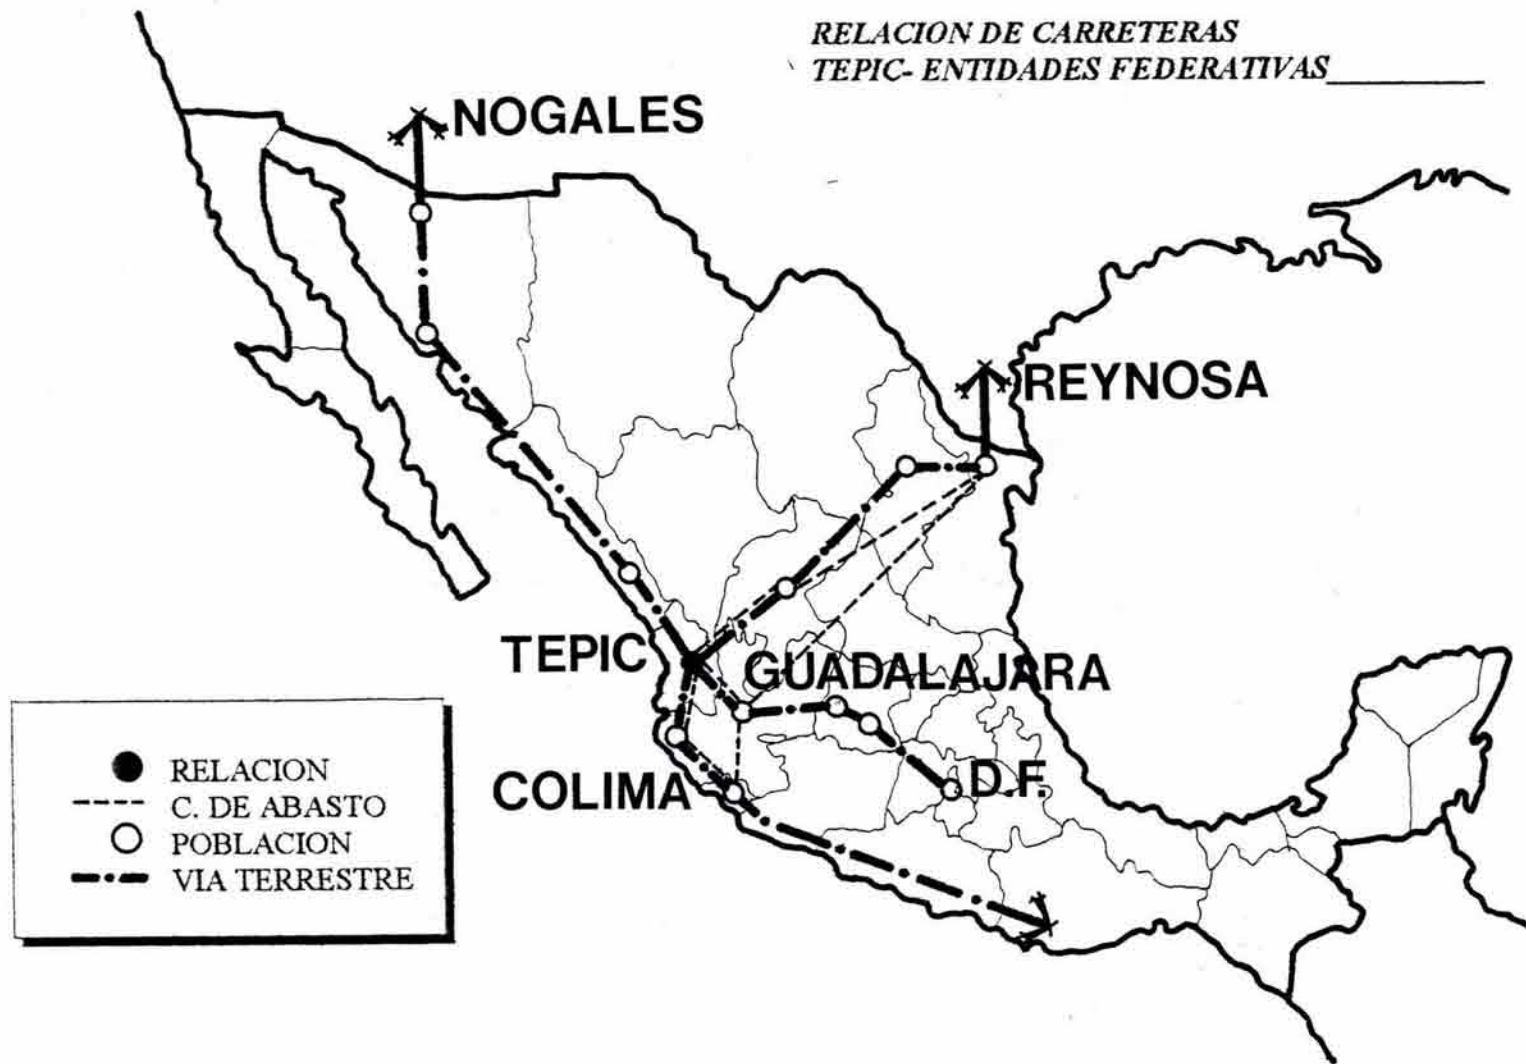 RELACION DE CARRETERAS
TEPIC- ENTIDADES FEDERATIVAS
NOGALES
REYNOSA
TEPIC
GUADALAJARA
COLIMA
D.F.
RELACION
C. DE ABASTO
POBLACION
VIA TERRESTRE